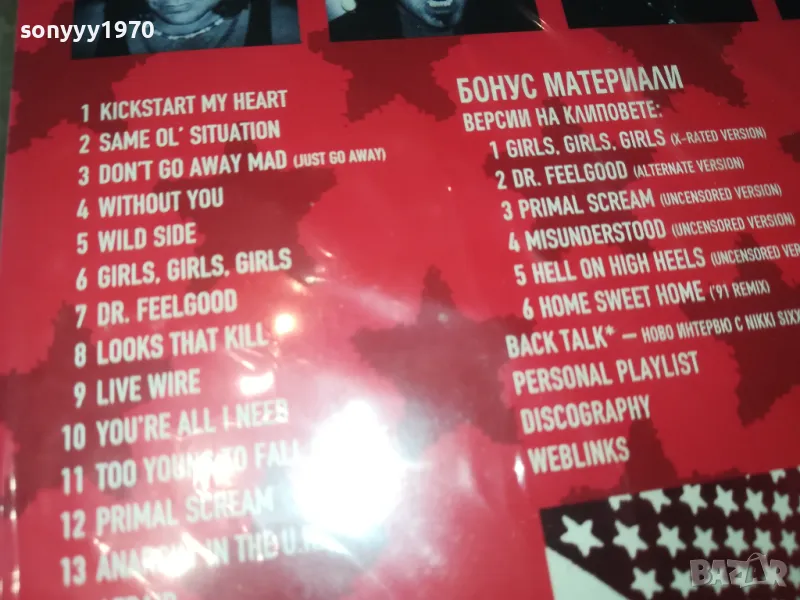 sonyyy1970
1 KICKSTART MY HEART
2 SAME OL' SITUATION
3 DON'T GO AWAY MAD (JUST GO AWAY)
4 WITHOUT YOU
5 WILD SIDE
6 GIRLS, GIRLS, GIRLS
7 DR. FEELGOOD
8 LOOKS THAT KILL
9 LIVE WIRE
10 YOU'RE ALL I NEED
11 TOO YOUNG TO FALL
12 PRIMAL SCREAM
13 ANARCHY IN THE U.K.
БОНУС МАТЕРИАЛИ
ВЕРСИИ НА КЛИПОВЕТЕ:
1 GIRLS, GIRLS, GIRLS (X-RATED VERSION)
2 DR. FEELGOOD (ALTERNATE VERSION)
3 PRIMAL SCREAM (UNCENSORED VERSION)
4 MISUNDERSTOOD (UNCENSORED VERSION)
5 HELL ON HIGH HEELS (UNCENSORED VERSION)
6 HOME SWEET HOME ('91 REMIX)
BACK TALK* — НОВО ИНТЕРВЮ С NIKKI SIXX
PERSONAL PLAYLIST
DISCOGRAPHY
WEBLINKS
BAZAR